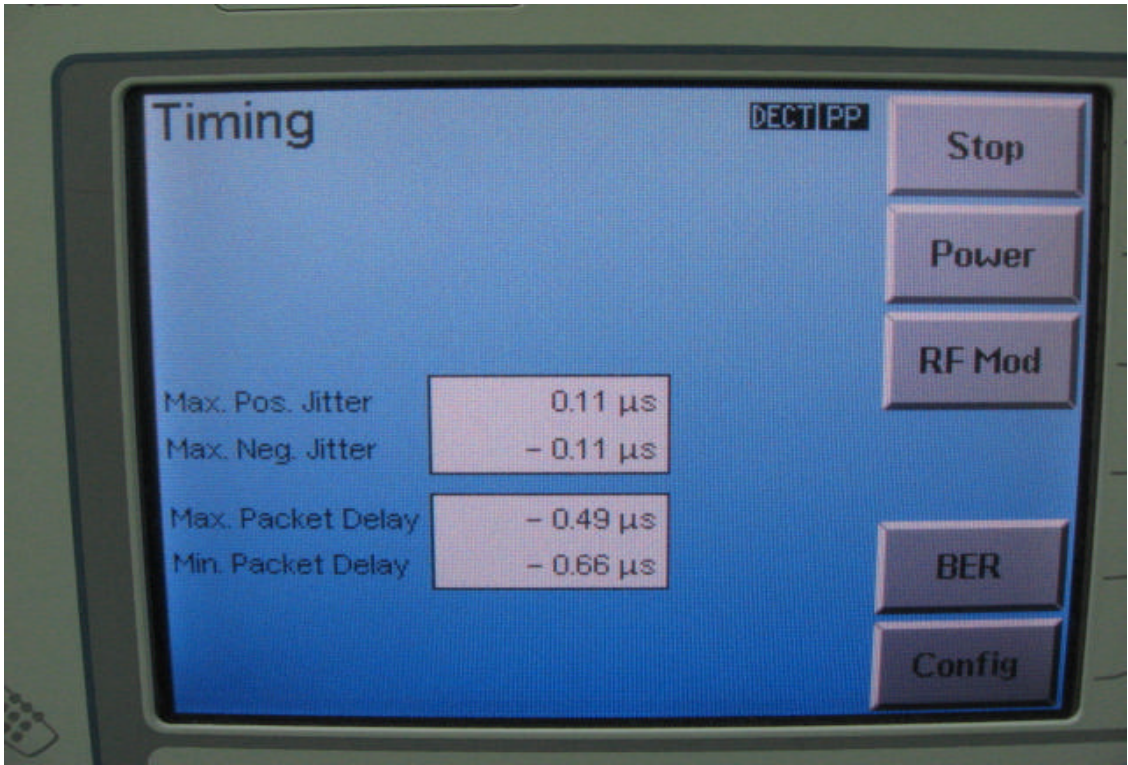 Timing
DECT PP
Stop
Power
RF Mod
Max. Pos. Jitter 0.11 µs
Max. Neg. Jitter - 0.11 µs
Max. Packet Delay - 0.49 µs
Min. Packet Delay - 0.66 µs
BER
Config